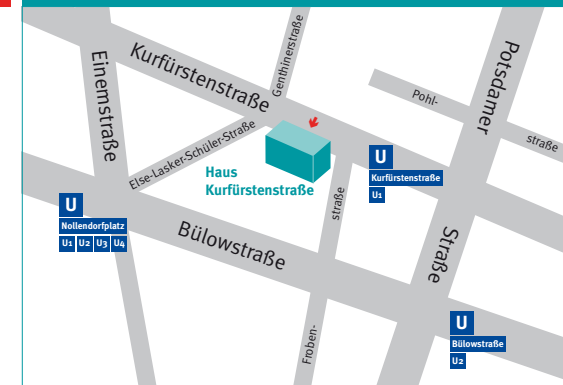 Kurfürstenstraße
Genthinerstraße
Potsdamer
Straße
Einemstraße
Pohl-
straße
Else-Lasker-Schüler-Straße
Haus
Kurfürstenstraße
U
Kurfürstenstraße
U1
straße
Froben-
U
Nollendorfplatz
U1 U2 U3 U4
Bülowstraße
U
Bülowstraße
U2